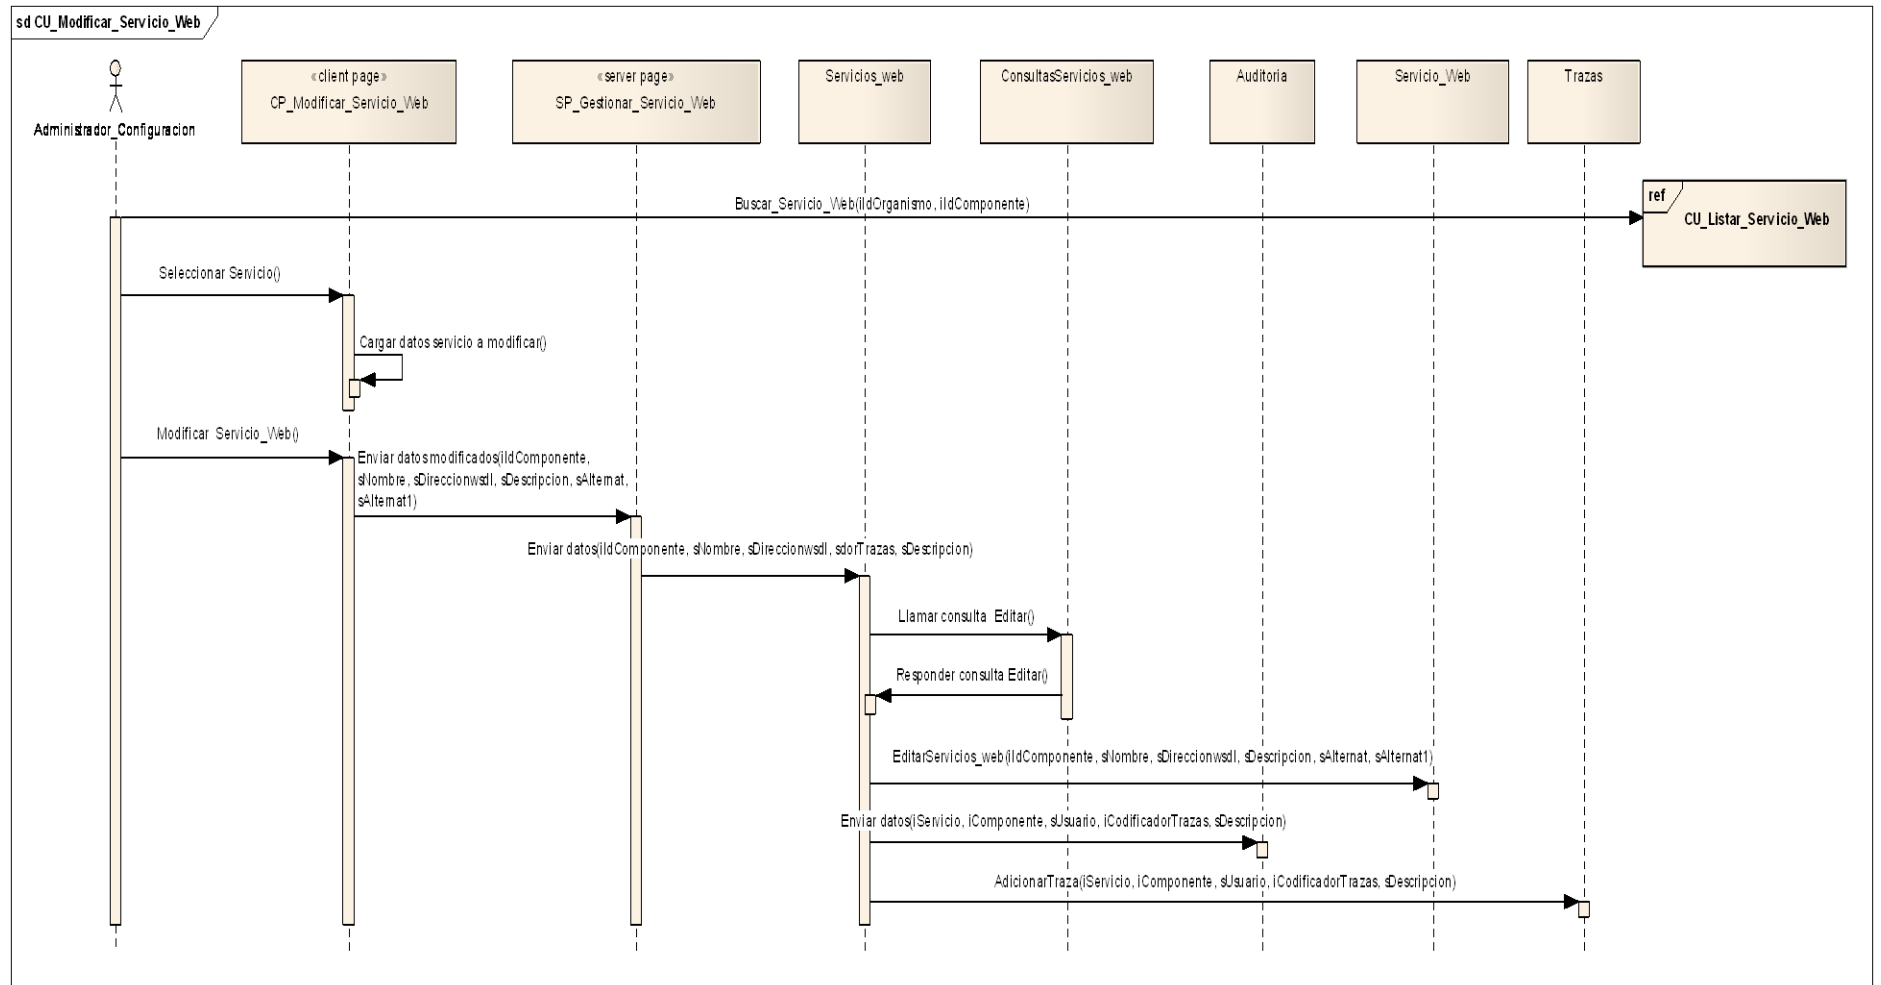 sd CU_Modificar_Servicio_Web
Administrador_Configuracion
«client page»
CP_Modificar_Servicio_Web
«server page»
SP_Gestionar_Servicio_Web
Servicios_web
ConsultasServicios_web
Auditoria
Servicio_Web
Trazas
ref
CU_Listar_Servicio_Web
Buscar_Servicio_Web(iIdOrganismo, iIdComponente)
Seleccionar Servicio()
Cargar datos servicio a modificar()
Modificar Servicio_Web()
Enviar datos modificados(iIdComponente,
sNombre, sDireccionwsdl, sDescripcion, sAlternat,
sAlternat1)
Enviar datos(iIdComponente, sNombre, sDireccionwsdl, sdorTrazas, sDescripcion)
Llamar consulta Editar()
Responder consulta Editar()
EditarServicios_web(iIdComponente, sNombre, sDireccionwsdl, sDescripcion, sAlternat, sAlternat1)
Enviar datos(iServicio, iComponente, sUsuario, iCodificadorTrazas, sDescripcion)
AdicionarTraza(iServicio, iComponente, sUsuario, iCodificadorTrazas, sDescripcion)